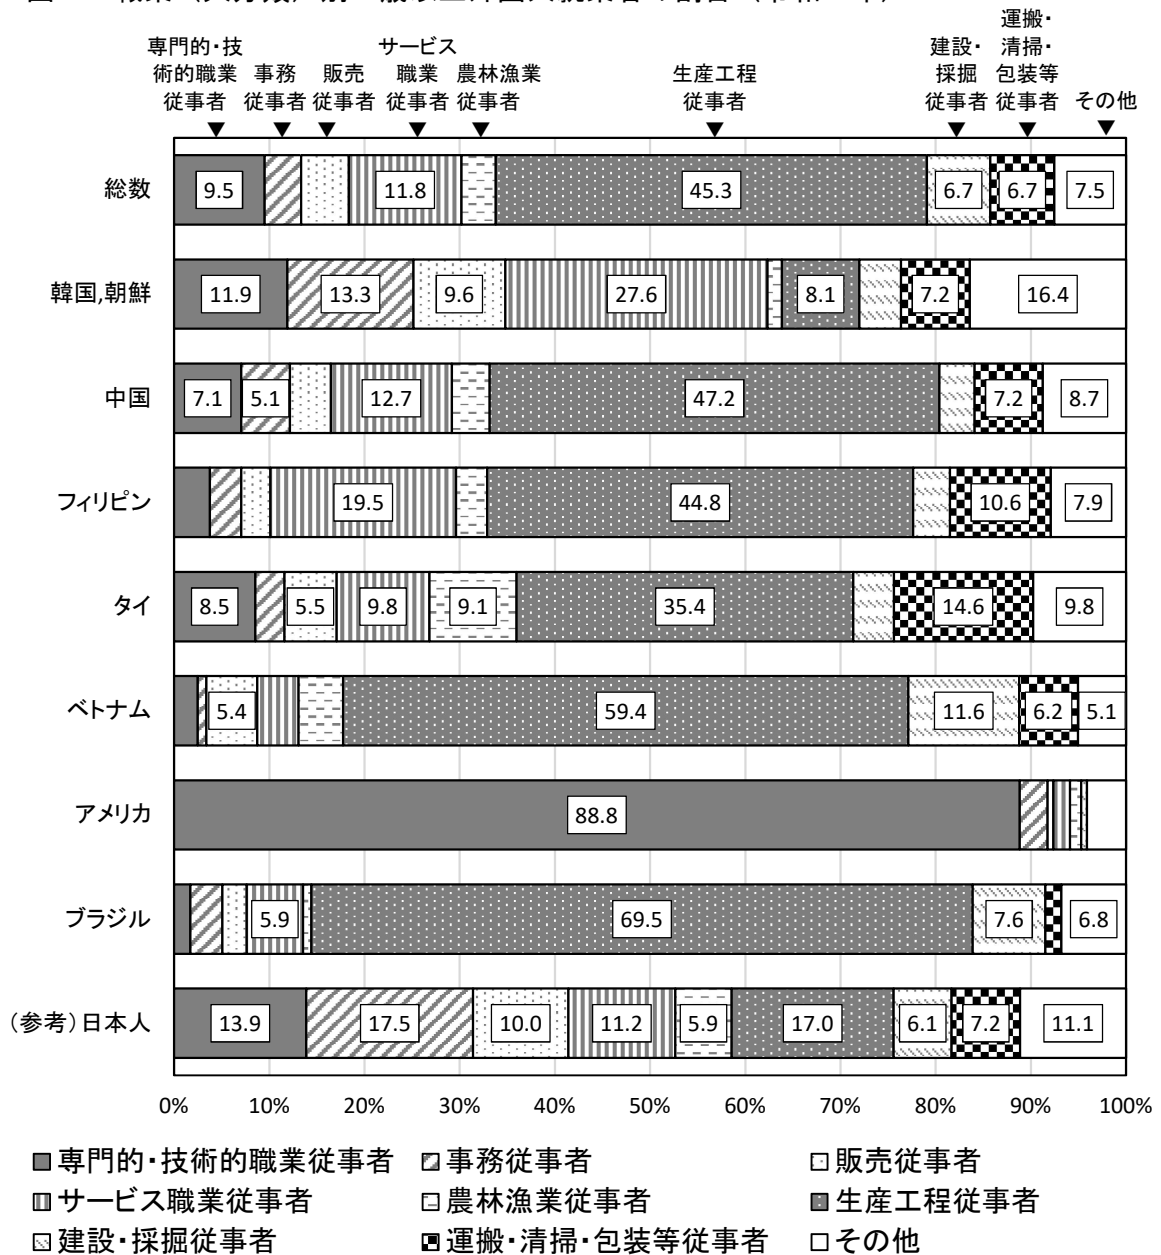 運搬・
専門的・技 サービス 建設・ 清掃・
術的職業 事務 販売 職業 農林漁業 生産工程 採掘 包装等
従事者 従事者 従事者 従事者 従事者 従事者 従事者 従事者 その他
総数 9.5 11.8 45.3 6.7 6.7 7.5
韓国,朝鮮 11.9 13.3 9.6 27.6 8.1 7.2 16.4
中国 7.1 5.1 12.7 47.2 7.2 8.7
フィリピン 19.5 44.8 10.6 7.9
タイ 8.5 5.5 9.8 9.1 35.4 14.6 9.8
ベトナム 5.4 59.4 11.6 6.2 5.1
アメリカ 88.8
ブラジル 5.9 69.5 7.6 6.8
(参考)日本人 13.9 17.5 10.0 11.2 5.9 17.0 6.1 7.2 11.1
0% 10% 20% 30% 40% 50% 60% 70% 80% 90% 100%
専門的・技術的職業従事者 事務従事者 販売従事者
サービス職業従事者 農林漁業従事者 生産工程従事者
建設・採掘従事者 運搬・清掃・包装等従事者 その他